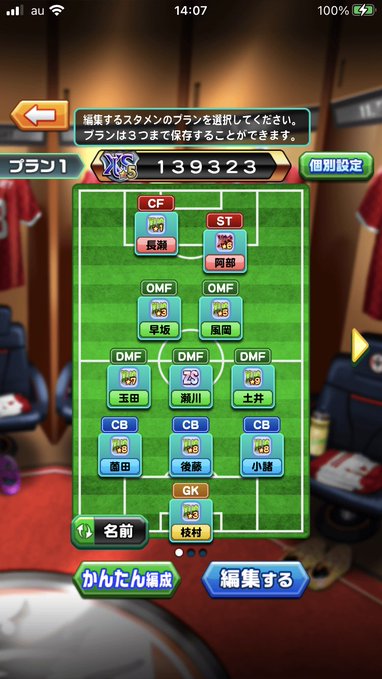 au 14:07 100%
編集するスタメンのプランを選択してください。
プランは３つまで保存することができます。
プラン1 XS5 139323 個別設定
CF
長瀬
ST
阿部
OMF OMF
早坂 風岡
DMF DMF DMF
玉田 瀬川 土井
CB CB CB
薗田 後藤 小諸
GK
枝村
名前
かんたん編成 編集する